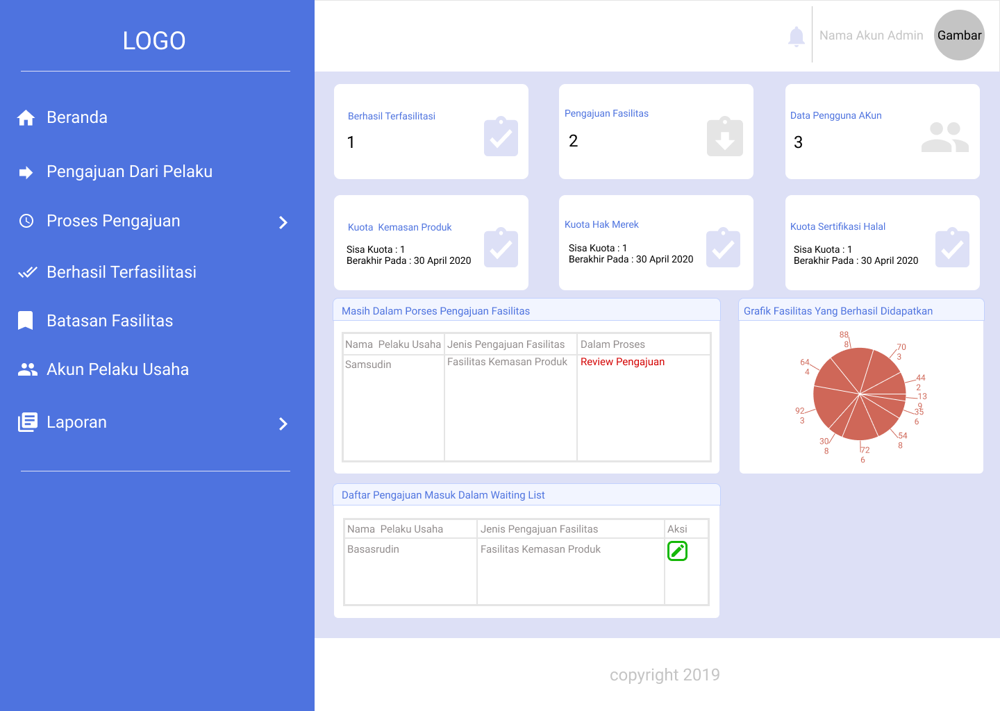 LOGO
Beranda
Pengajuan Dari Pelaku
Proses Pengajuan
Berhasil Terfasilitasi
Batasan Fasilitas
Akun Pelaku Usaha
Laporan
Nama Akun Admin
Gambar
Berhasil Terfasilitasi
1
Pengajuan Fasilitas
2
Data Pengguna AKun
3
Kuota  Kemasan Produk
Sisa Kuota : 1
Berakhir Pada : 30 April 2020
Kuota Hak Merek
Sisa Kuota : 1
Berakhir Pada : 30 April 2020
Kuota Sertifikasi Halal
Sisa Kuota : 1
Berakhir Pada : 30 April 2020
Masih Dalam Porses Pengajuan Fasilitas
Nama  Pelaku Usaha Jenis Pengajuan Fasilitas Dalam Proses
Samsudin Fasilitas Kemasan Produk Review Pengajuan
Grafik Fasilitas Yang Berhasil Didapatkan
88
8
70
3
64
4
44
2
13
9
35
6
92
3
54
8
30
8
72
6
Daftar Pengajuan Masuk Dalam Waiting List
Nama  Pelaku Usaha Jenis Pengajuan Fasilitas Aksi
Basasrudin Fasilitas Kemasan Produk
copyright 2019